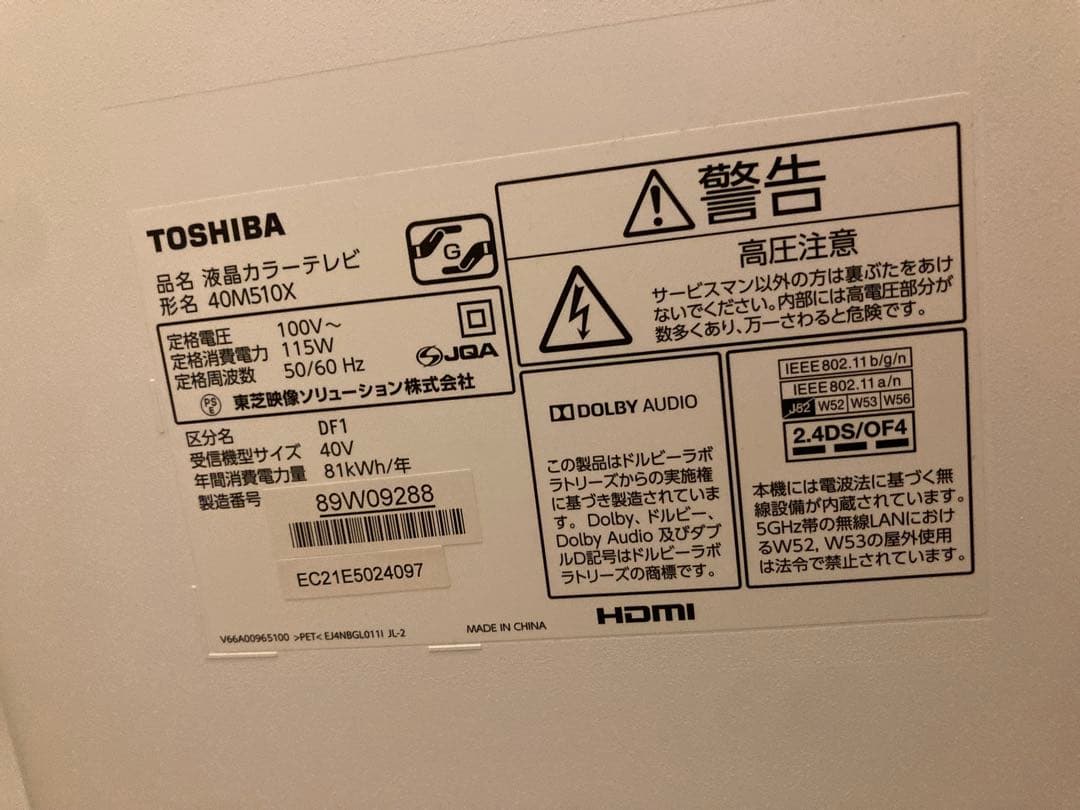 TOSHIBA
品名 液晶カラーテレビ
形名 40M510X
G
定格電圧 100V～
定格消費電力 115W
定格周波数 50/60 Hz
JQA
PS
E
東芝映像ソリューション株式会社
区分名 DF1
受信機型サイズ 40V
年間消費電力量 81kWh/年
製造番号 89W09288
EC21E5024097
V66A00965100 >PET< EJ4NBGL011I JL-2
MADE IN CHINA
警告
高圧注意
サービスマン以外の方は裏ぶたをあけ
ないでください。内部には高電圧部分が
数多くあり、万一さわると危険です。
DOLBY AUDIO
この製品はドルビーラボ
ラトリーズからの実施権
に基づき製造されていま
す。Dolby、ドルビー、
Dolby Audio 及びダブ
ルD記号はドルビーラボ
ラトリーズの商標です。
IEEE802.11b/g/n
IEEE802.11a/n
J52 W52 W53 W56
2.4DS/OF4
本機には電波法に基づく無
線設備が内蔵されています。
5GHz帯の無線LANにおけ
るW52, W53の屋外使用
は法令で禁止されています。
HDMI